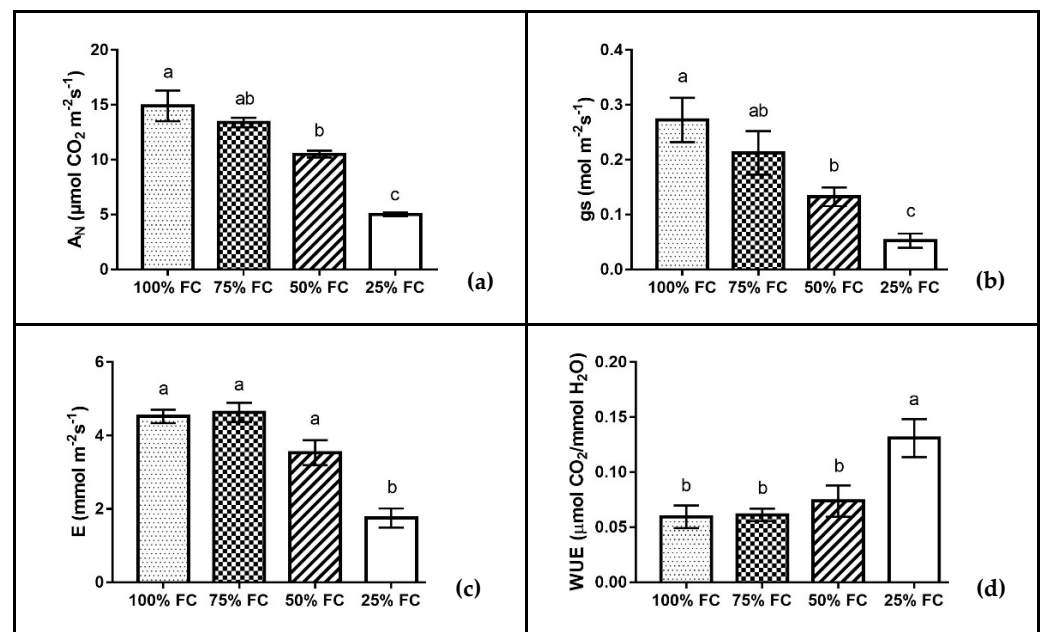 A_N (µmol CO₂ m⁻²s⁻¹)
20
15
10
5
0
a
ab
b
c
100% FC 75% FC 50% FC 25% FC
(a)
gs (mol m⁻²s⁻¹)
0.4
0.3
0.2
0.1
0.0
a
ab
b
c
100% FC 75% FC 50% FC 25% FC
(b)
E (mmol m⁻²s⁻¹)
6
4
2
0
a
a
a
b
100% FC 75% FC 50% FC 25% FC
(c)
WUE (µmol CO₂/mmol H₂O)
0.20
0.15
0.10
0.05
0.00
b
b
b
a
100% FC 75% FC 50% FC 25% FC
(d)